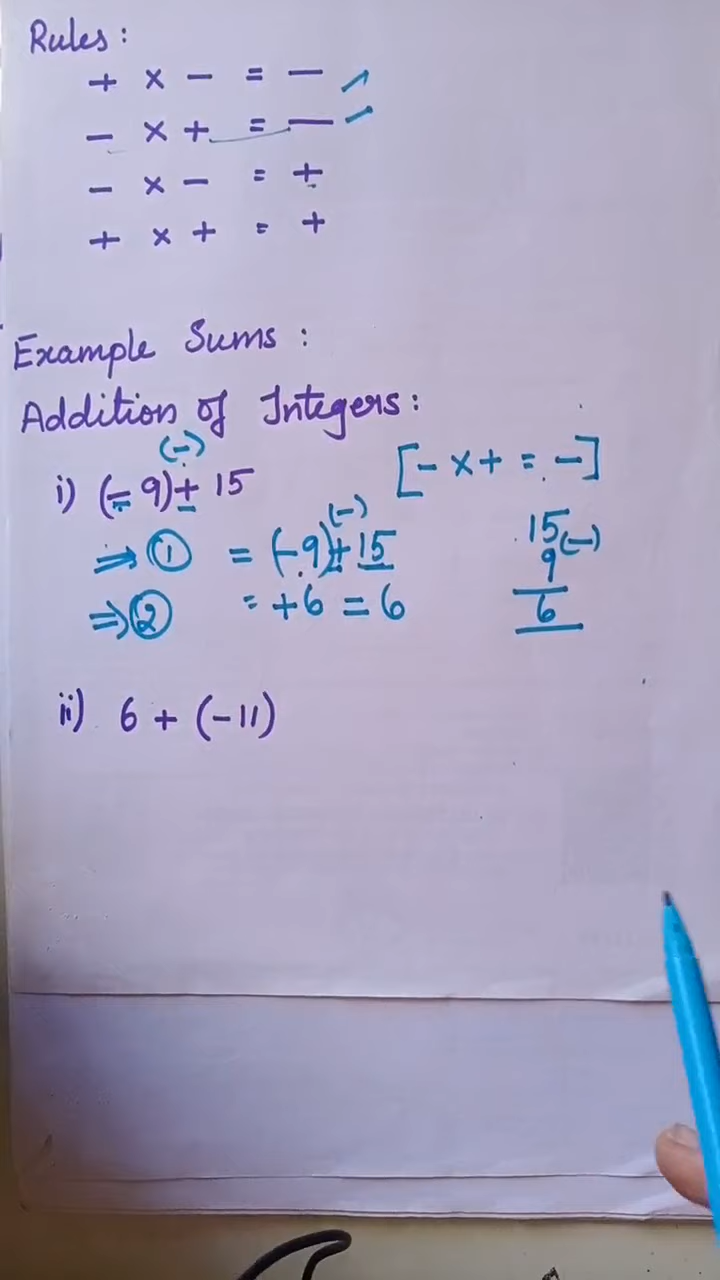 Rules :
+ × − = −
− × + = −
− × − = +
+ × + = +
Example Sums :
Addition of Integers :
(−)
i) (− 9) + 15
[− × + = −]
(−)
⇒ ① = (−9) + 15
⇒ ② = +6 = 6
15 (−)
9
6
ii) 6 + (−11)